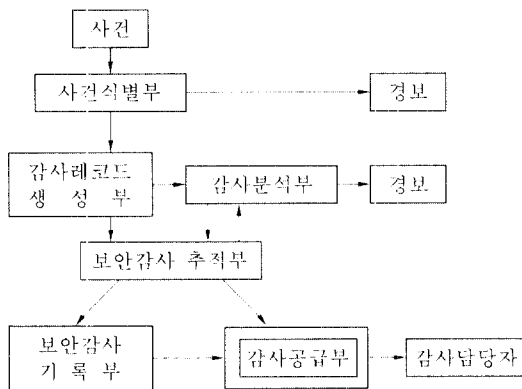 사건
사건식별부
경보
감사레코드
생 성 부
감사분석부
경보
보안감사 추적부
보안감사
기 록 부
감사공급부
감사담당자